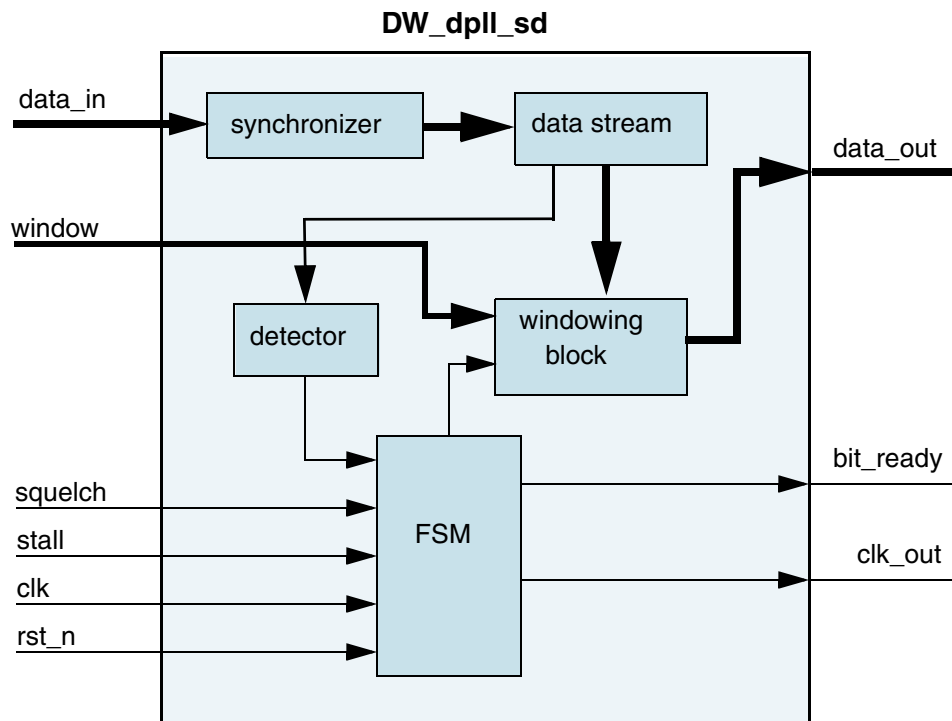 DW_dpll_sd
data_in
synchronizer
data stream
data_out
window
detector
windowing
block
squelch
stall
clk
rst_n
FSM
bit_ready
clk_out